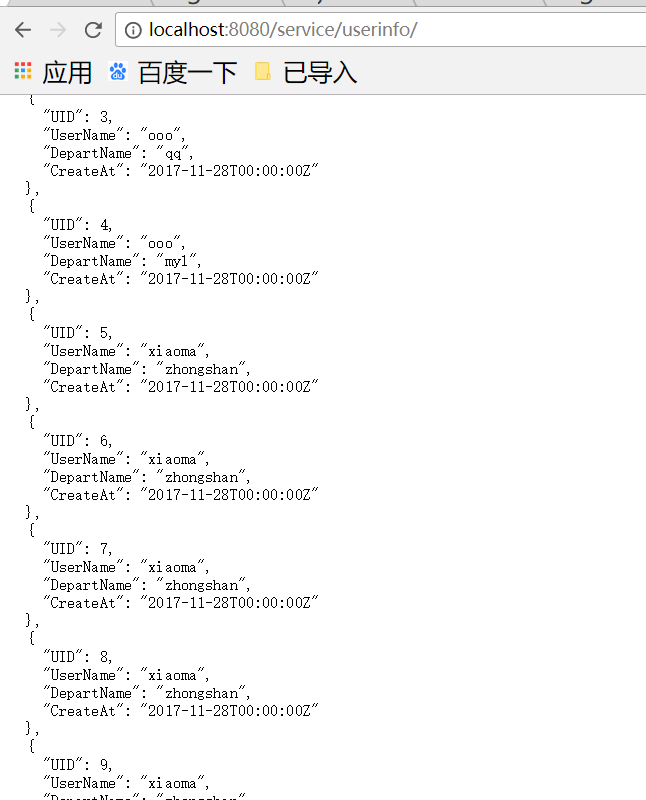 localhost:8080/service/userinfo/
应用 百度一下 已导入
{
"UID": 3,
"UserName": "ooo",
"DepartName": "qq",
"CreateAt": "2017-11-28T00:00:00Z"
},
{
"UID": 4,
"UserName": "ooo",
"DepartName": "my1",
"CreateAt": "2017-11-28T00:00:00Z"
},
{
"UID": 5,
"UserName": "xiaoma",
"DepartName": "zhongshan",
"CreateAt": "2017-11-28T00:00:00Z"
},
{
"UID": 6,
"UserName": "xiaoma",
"DepartName": "zhongshan",
"CreateAt": "2017-11-28T00:00:00Z"
},
{
"UID": 7,
"UserName": "xiaoma",
"DepartName": "zhongshan",
"CreateAt": "2017-11-28T00:00:00Z"
},
{
"UID": 8,
"UserName": "xiaoma",
"DepartName": "zhongshan",
"CreateAt": "2017-11-28T00:00:00Z"
},
{
"UID": 9,
"UserName": "xiaoma",
"DepartName": "zhongshan",